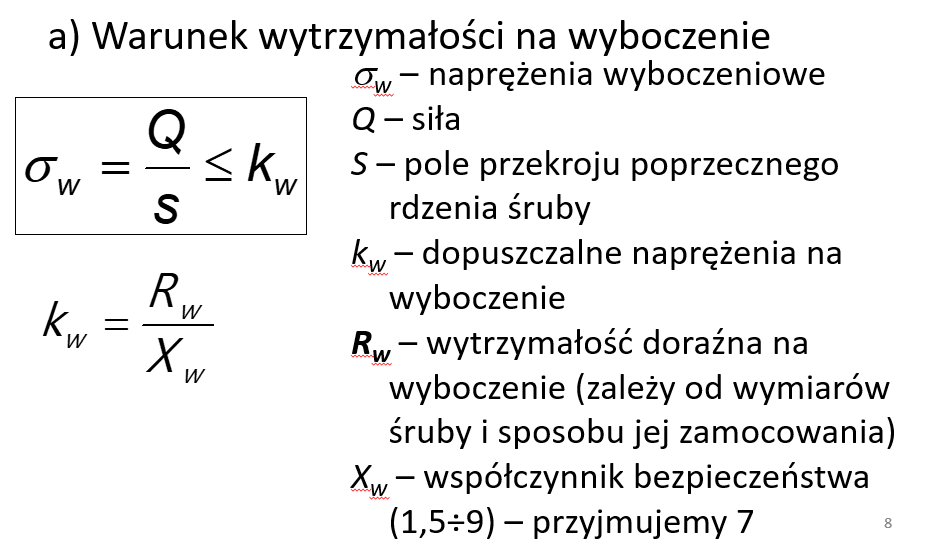 a) Warunek wytrzymałości na wyboczenie
σw = Q/s ≤ kw
kw = Rw/Xw
σw – naprężenia wyboczeniowe
Q – siła
S – pole przekroju poprzecznego
rdzenia śruby
kw – dopuszczalne naprężenia na
wyboczenie
Rw – wytrzymałość doraźna na
wyboczenie (zależy od wymiarów
śruby i sposobu jej zamocowania)
Xw – współczynnik bezpieczeństwa
(1,5÷9) – przyjmujemy 7
8